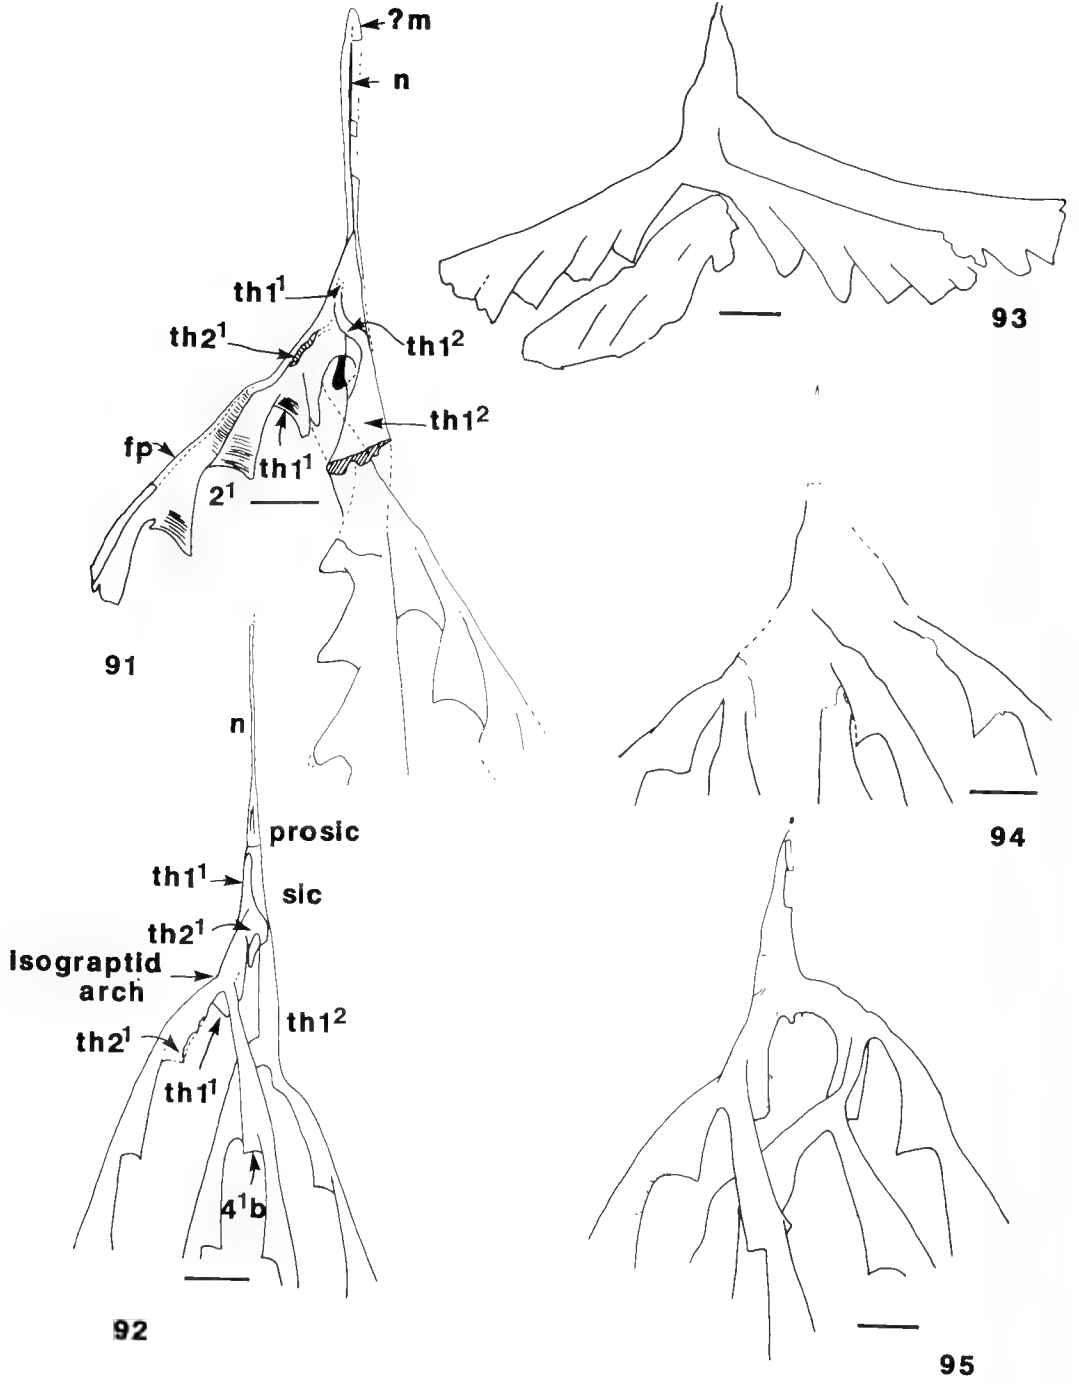 ?m
n
th1¹
th2¹
th1²
th1²
fp
th1¹
2¹
91
93
n
prosic
th1¹
sic
th2¹
isograptid
arch
th1²
th2¹
th1¹
4¹b
92
94
95